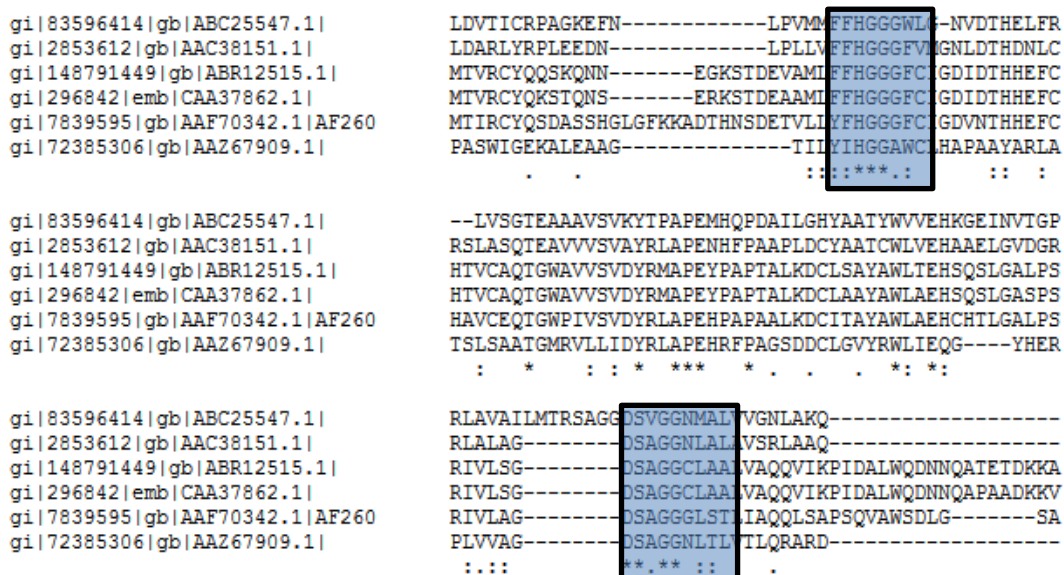 gi|83596414|gb|ABC25547.1| LDVTICRPAGKEFN------------LPVMMFFHGGGWLG-NVDTHELFR
gi|2853612|gb|AAC38151.1| LDARLYRPLEEDN-------------LPLLVFFHGGGFVMGNLDTHDNLC
gi|148791449|gb|ABR12515.1| MTVRCYQQSKQNN-------EGKSTDEVAMLFFHGGGFCIGDIDTHHEFC
gi|296842|emb|CAA37862.1| MTVRCYQKSTQNS-------ERKSTDEAAMLFFHGGGFCIGDIDTHHEFC
gi|7839595|gb|AAF70342.1|AF260 MTIRCYQSDASSHGLGFKKADTHNSDETVLLYFHGGGFCIGDVNTHHEFC
gi|72385306|gb|AAZ67909.1| PASWIGEKALEAAG------------TILYIHGGAWCLHAPAAYARLA
. . ::::***.: :: :
gi|83596414|gb|ABC25547.1| --LVSGTEAAAVSVKYTPAPEMHQPDAILGHYAATYWVVEHKGEINVTGP
gi|2853612|gb|AAC38151.1| RSLASQTEAVVVSVAYRLAPENHFPAAPLDCYAATCWLVEHAAELGVDGR
gi|148791449|gb|ABR12515.1| HTVCAQTGWAVVSVDYRMAPEYPAPTALKDCLSAYAWLTEHSQSLGALPS
gi|296842|emb|CAA37862.1| HTVCAQTGWAVVSVDYRMAPEYPAPTALKDCLAAYAWLAEHSQSLGASPS
gi|7839595|gb|AAF70342.1|AF260 HAVCEQTGWPIVSVDYRLAPEHPAPAALKDCITAYAWLAEHCHTLGALPS
gi|72385306|gb|AAZ67909.1| TSLSAATGMRVLLIDYRLAPEHRFPAGSDDCLGVYRWLIEQG----YHER
: * : : * *** * . . *: *:
gi|83596414|gb|ABC25547.1| RLAVAILMTRSAGGDSVGGNMALVVGNLAKQ-------------------
gi|2853612|gb|AAC38151.1| RLALAG--------DSAGGNLALAVSRLAAQ-------------------
gi|148791449|gb|ABR12515.1| RIVLSG--------DSAGGCLAALVAQQVIKPIDALWQDNNQATETDKKA
gi|296842|emb|CAA37862.1| RIVLSG--------DSAGGCLAALVAQQVIKPIDALWQDNNQAPAADKKV
gi|7839595|gb|AAF70342.1|AF260 RIVLAG--------DSAGGGLSTLIAQQLSAPSQVAWSDLG-------SA
gi|72385306|gb|AAZ67909.1| PLVVAG--------DSAGGNLTLVTLQRARD-------------------
:.:: **.** :: .